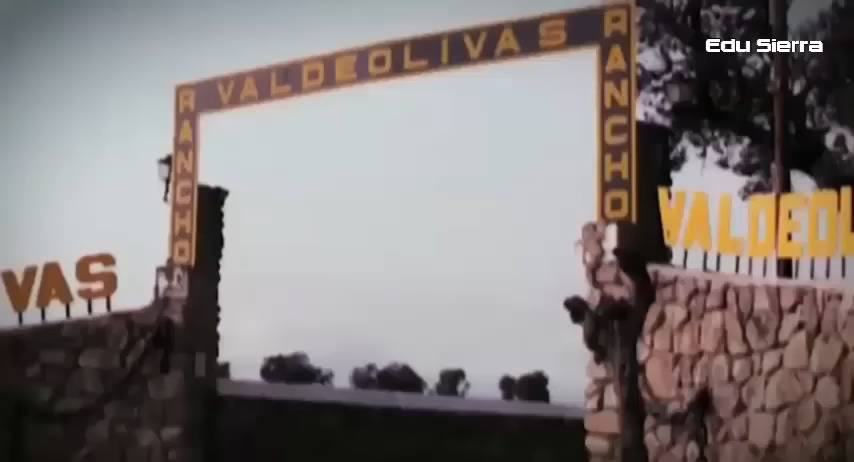 Edu Sierra
VALDEOLIVAS
RANCHO
RANCHO
VAS
VALDEOL